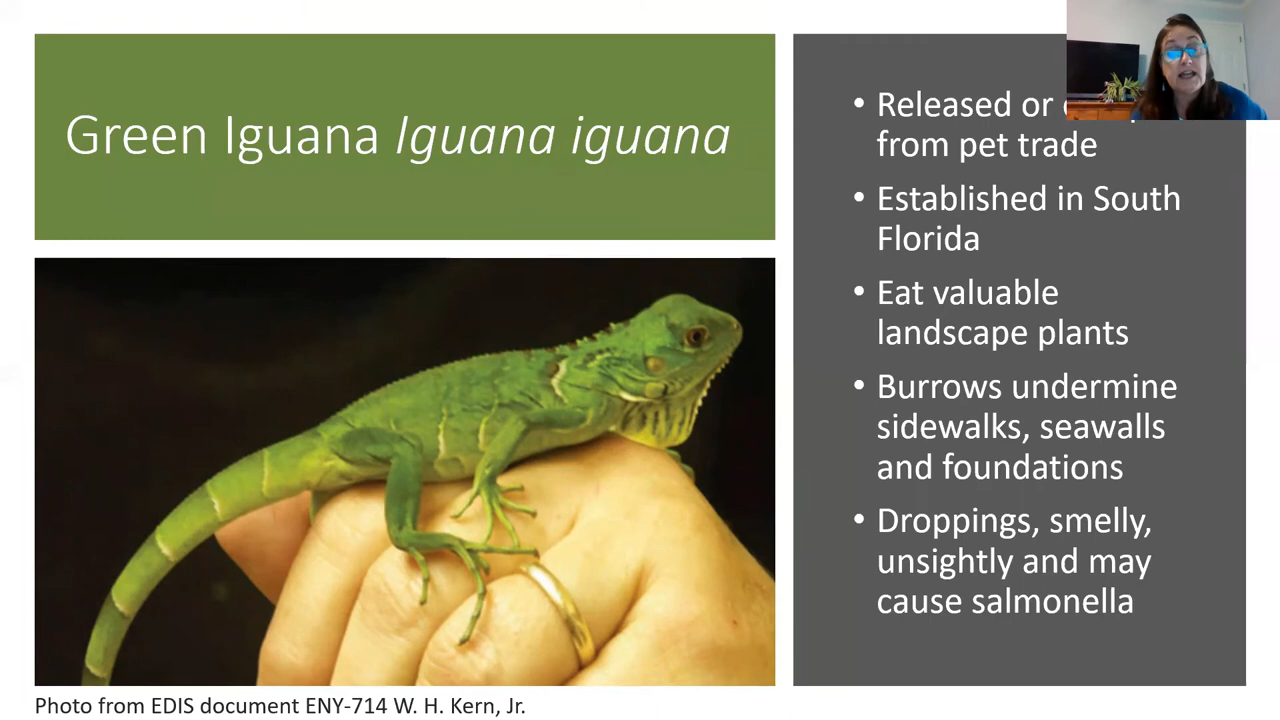 Green Iguana Iguana iguana
• Released or
from pet trade
• Established in South
Florida
• Eat valuable
landscape plants
• Burrows undermine
sidewalks, seawalls
and foundations
• Droppings, smelly,
unsightly and may
cause salmonella
Photo from EDIS document ENY-714 W. H. Kern, Jr.